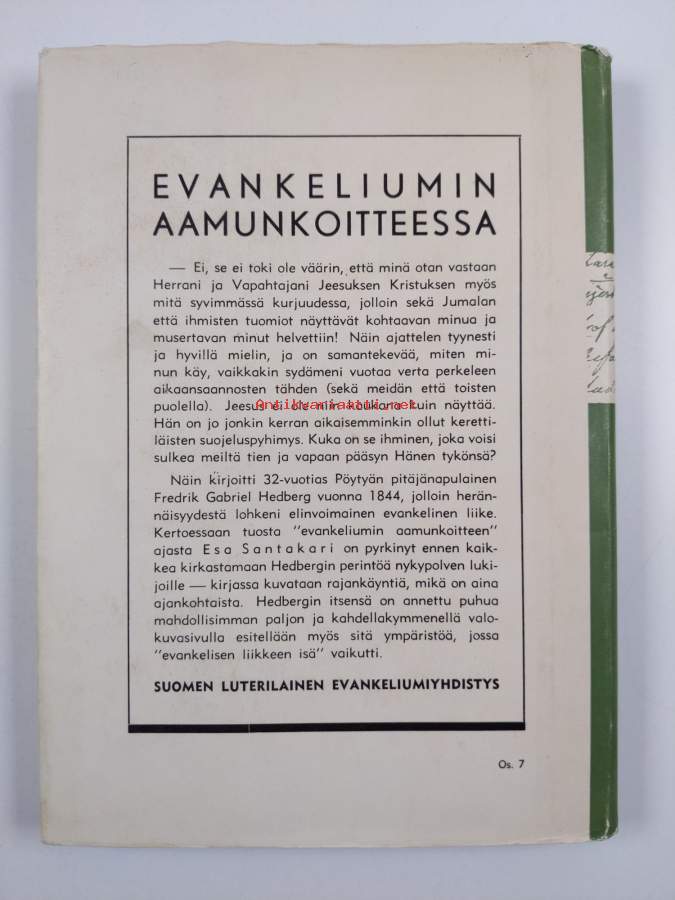 EVANKELIUMIN
AAMUNKOITTEESSA
— Ei, se ei toki ole väärin, että minä otan vastaan
Herrani ja Vapahtajani Jeesuksen Kristuksen myös
mitä syvimmässä kurjuudessa, jolloin sekä Jumalan
että ihmisten tuomiot näyttävät kohtaavan minua ja
musertavan minut helvettiin! Näin ajattelen tyynesti
ja hyvillä mielin, ja on samantekevää, miten mi-
nun käy, vaikkakin sydämeni vuotaa verta perkeleen
aikaansaannosten tähden (sekä meidän että toisten
puolella). Jeesus ei ole niin koukana kuin näyttää.
Antikvariaattui.net
Hän on jo jonkin kerran aikaisemminkin ollut keretti-
läisten suojeluspyhimys. Kuka on se ihminen, joka voisi
sulkea meiltä tien ja vapaan pääsyn Hänen tykönsä?
Näin kirjoitti 32-vuotias Pöytyän pitäjänapulainen
Fredrik Gabriel Hedberg vuonna 1844, jolloin herän-
näisyydestä lohkeni elinvoimainen evankelinen liike.
Kertoessaan tuosta "evankeliumin aamunkoitteen"
ajasta Esa Santakari on pyrkinyt ennen kaik-
kea kirkastamaan Hedbergin perintöä nykypolven luki-
joille — kirjassa kuvataan rajankäyntiä, mikä on aina
ajankohtaista. Hedbergin itsensä on annettu puhua
mahdollisimman paljon ja kahdellakymmenellä valo-
kuvasivulla esitellään myös sitä ympäristöä, jossa
"evankelisen liikkeen isä" vaikutti.
SUOMEN LUTERILAINEN EVANKELIUMIYHDISTYS
Os. 7